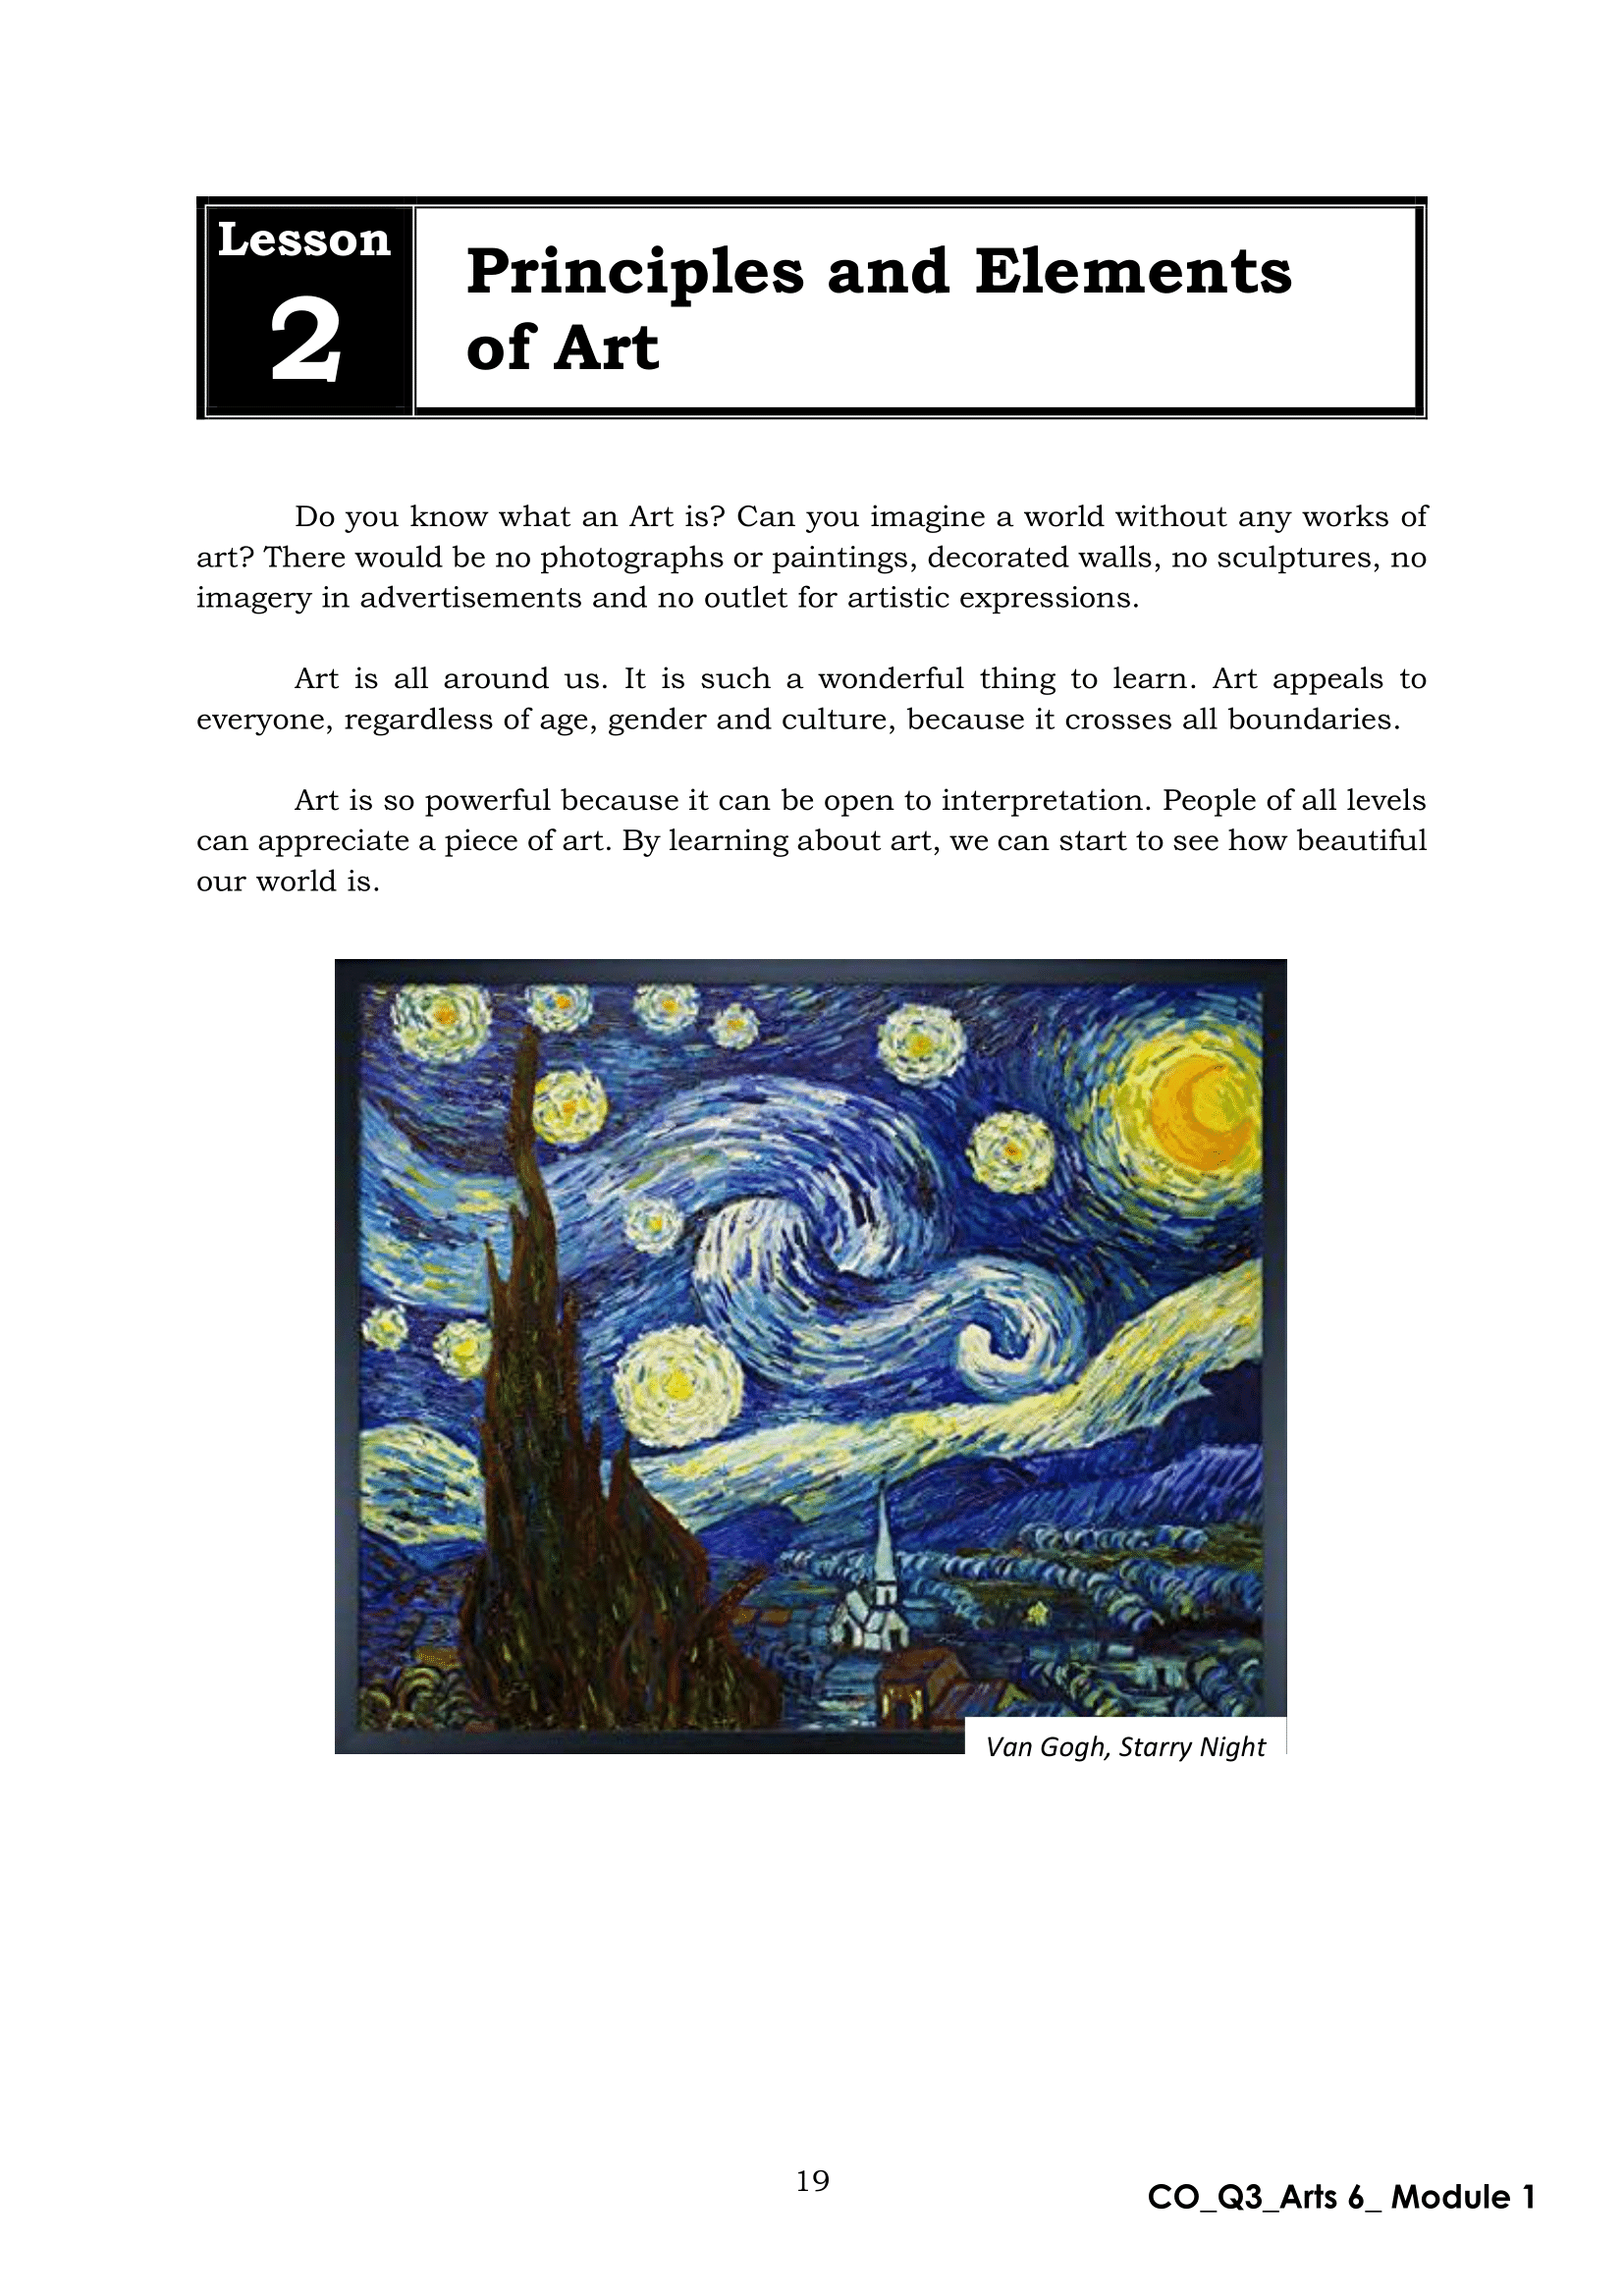 Lesson
2
Principles and Elements
of Art
Do you know what an Art is? Can you imagine a world without any works of
art? There would be no photographs or paintings, decorated walls, no sculptures, no
imagery in advertisements and no outlet for artistic expressions.
Art is all around us. It is such a wonderful thing to learn. Art appeals to
everyone, regardless of age, gender and culture, because it crosses all boundaries.
Art is so powerful because it can be open to interpretation. People of all levels
can appreciate a piece of art. By learning about art, we can start to see how beautiful
our world is.
Van Gogh, Starry Night
19
CO_Q3_Arts 6_ Module 1